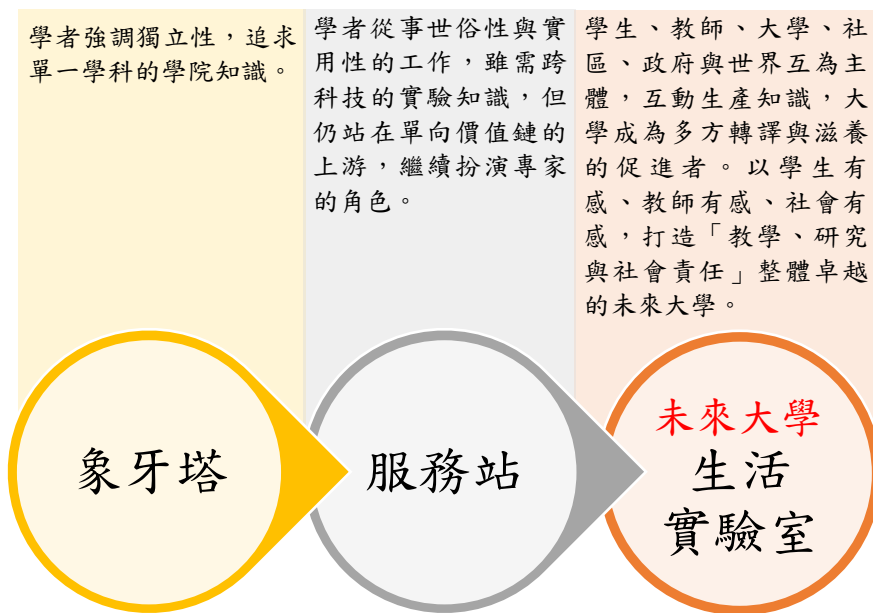 學者強調獨立性，追求
單一學科的學院知識。
學者從事世俗性與實
用性的工作，雖需跨
科技的實驗知識，但
仍站在單向價值鏈的
上游，繼續扮演專家
的角色。
學生、教師、大學、社
區、政府與世界互為主
體，互動生產知識，大
學成為多方轉譯與滋養
的促進者。以學生有
感、教師有感、社會有
感，打造「教學、研究
與社會責任」整體卓越
的未來大學。
象牙塔
服務站
未來大學
生活
實驗室